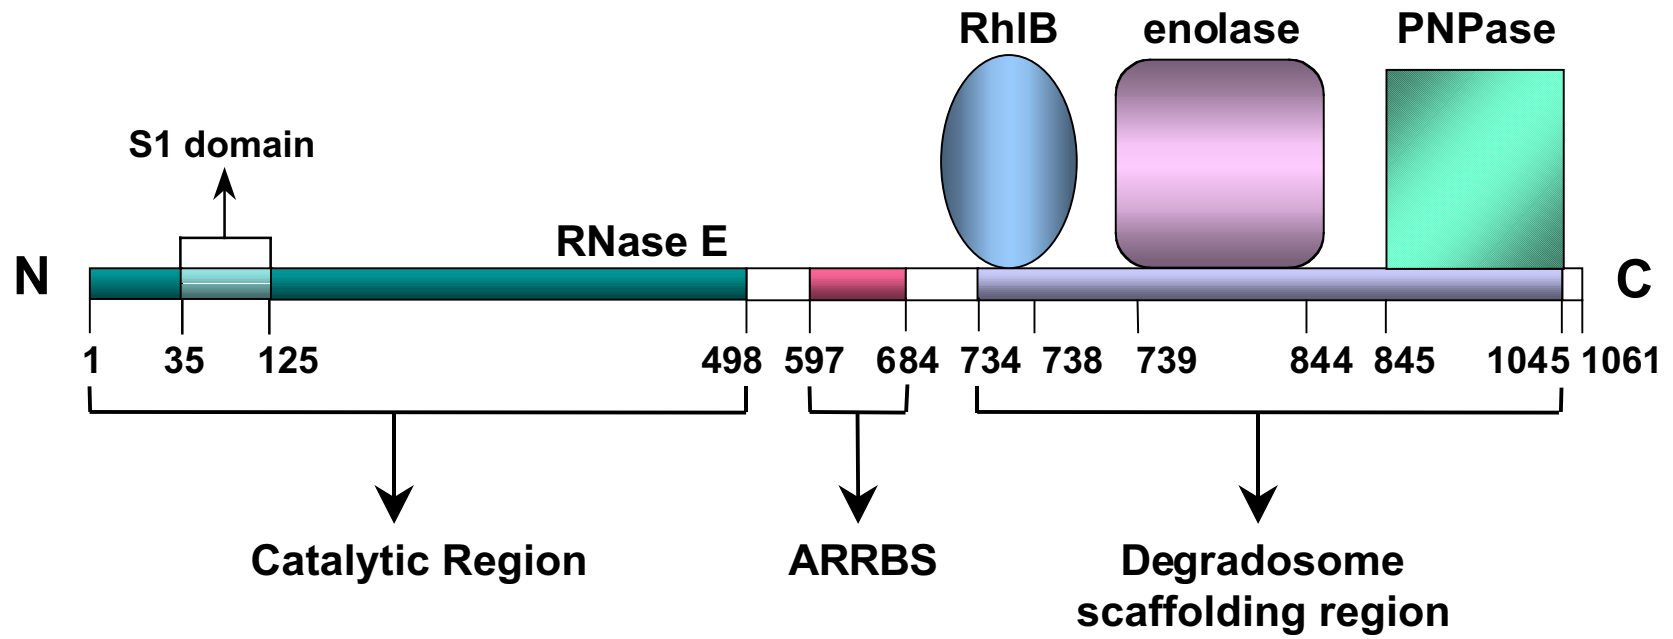 RhlB enolase PNPase
S1 domain
RNase E
N C
1 35 125 498 597 684 734 738 739 844 845 1045 1061
Catalytic Region ARRBS Degradosome
scaffolding region